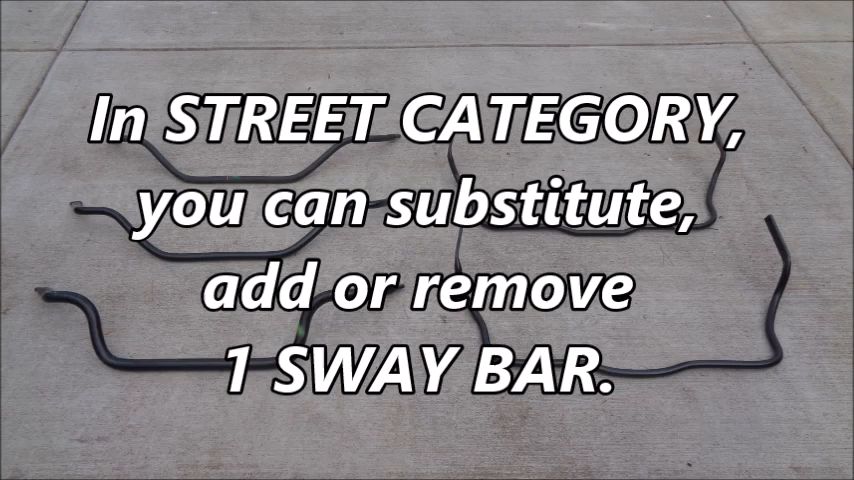 In STREET CATEGORY,
you can substitute,
add or remove
1 SWAY BAR.